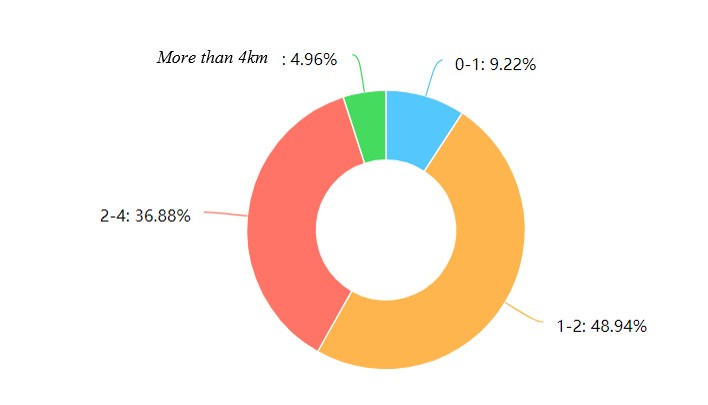 More than 4km : 4.96%
0-1: 9.22%
2-4: 36.88%
1-2: 48.94%